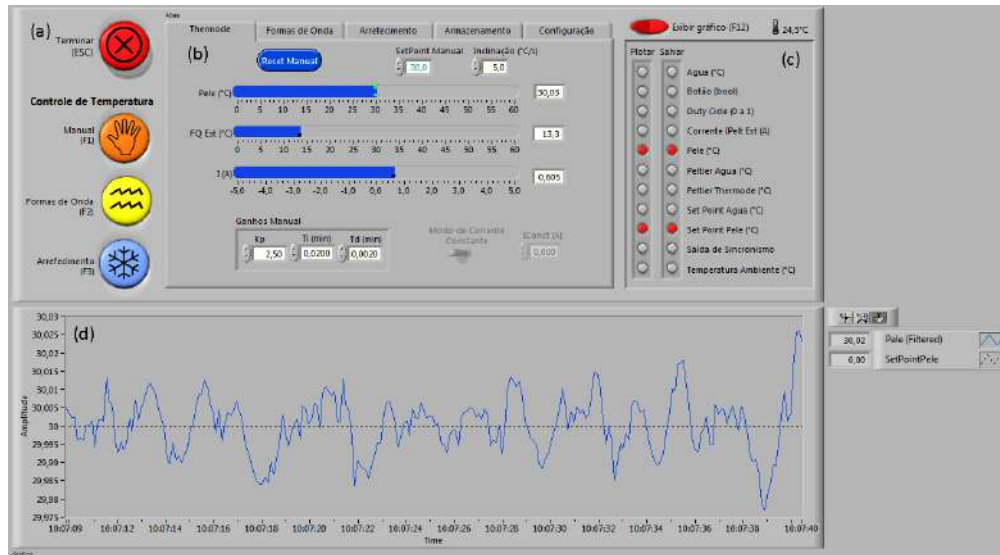 Abas
(a)
Terminar
(ESC)
Controle de Temperatura
Manual
(F1)
Formas de Onda
(F2)
Arrefecimento
(F3)
Thermode
Formas de Onda
Arrefecimento
Armazenamento
Configuração
(b)
Reset Manual
SetPoint Manual
30,0
Inclinação (°C/s)
5,0
Pele (°C)
0 5 10 15 20 25 30 35 40 45 50 55 60
30,03
FQ Est (°C)
0 5 10 15 20 25 30 35 40 45 50 55 60
13,3
I (A)
-5,0 -4,0 -3,0 -2,0 -1,0 0,0 1,0 2,0 3,0 4,0 5,0
0,605
Ganhos Manual
Kp
2,50
Ti (min)
0,0200
Td (min)
0,0020
Modo de Corrente
Constante
IConst (A)
0,000
Exibir gráfico (F12)
24,5°C
Plotar Salvar
(c)
Agua (°C)
Botão (bool)
Duty Cicle (0 a 1)
Corrente IPelt Est (A)
Pele (°C)
Peltier Agua (°C)
Peltier Thermode (°C)
Set Point Agua (°C)
Set Point Pele (°C)
Saida de Sincronismo
Temperatura Ambiente (°C)
(d)
Amplitude
30,03
30,025
30,02
30,015
30,01
30,005
30
29,995
29,99
29,985
29,98
29,975
10:07:09 10:07:12 10:07:14 10:07:16 10:07:18 10:07:20 10:07:22 10:07:24 10:07:26 10:07:28 10:07:30 10:07:32 10:07:34 10:07:36 10:07:38 10:07:40
Time
30,02 Pele (Filtered)
0,00 SetPointPele